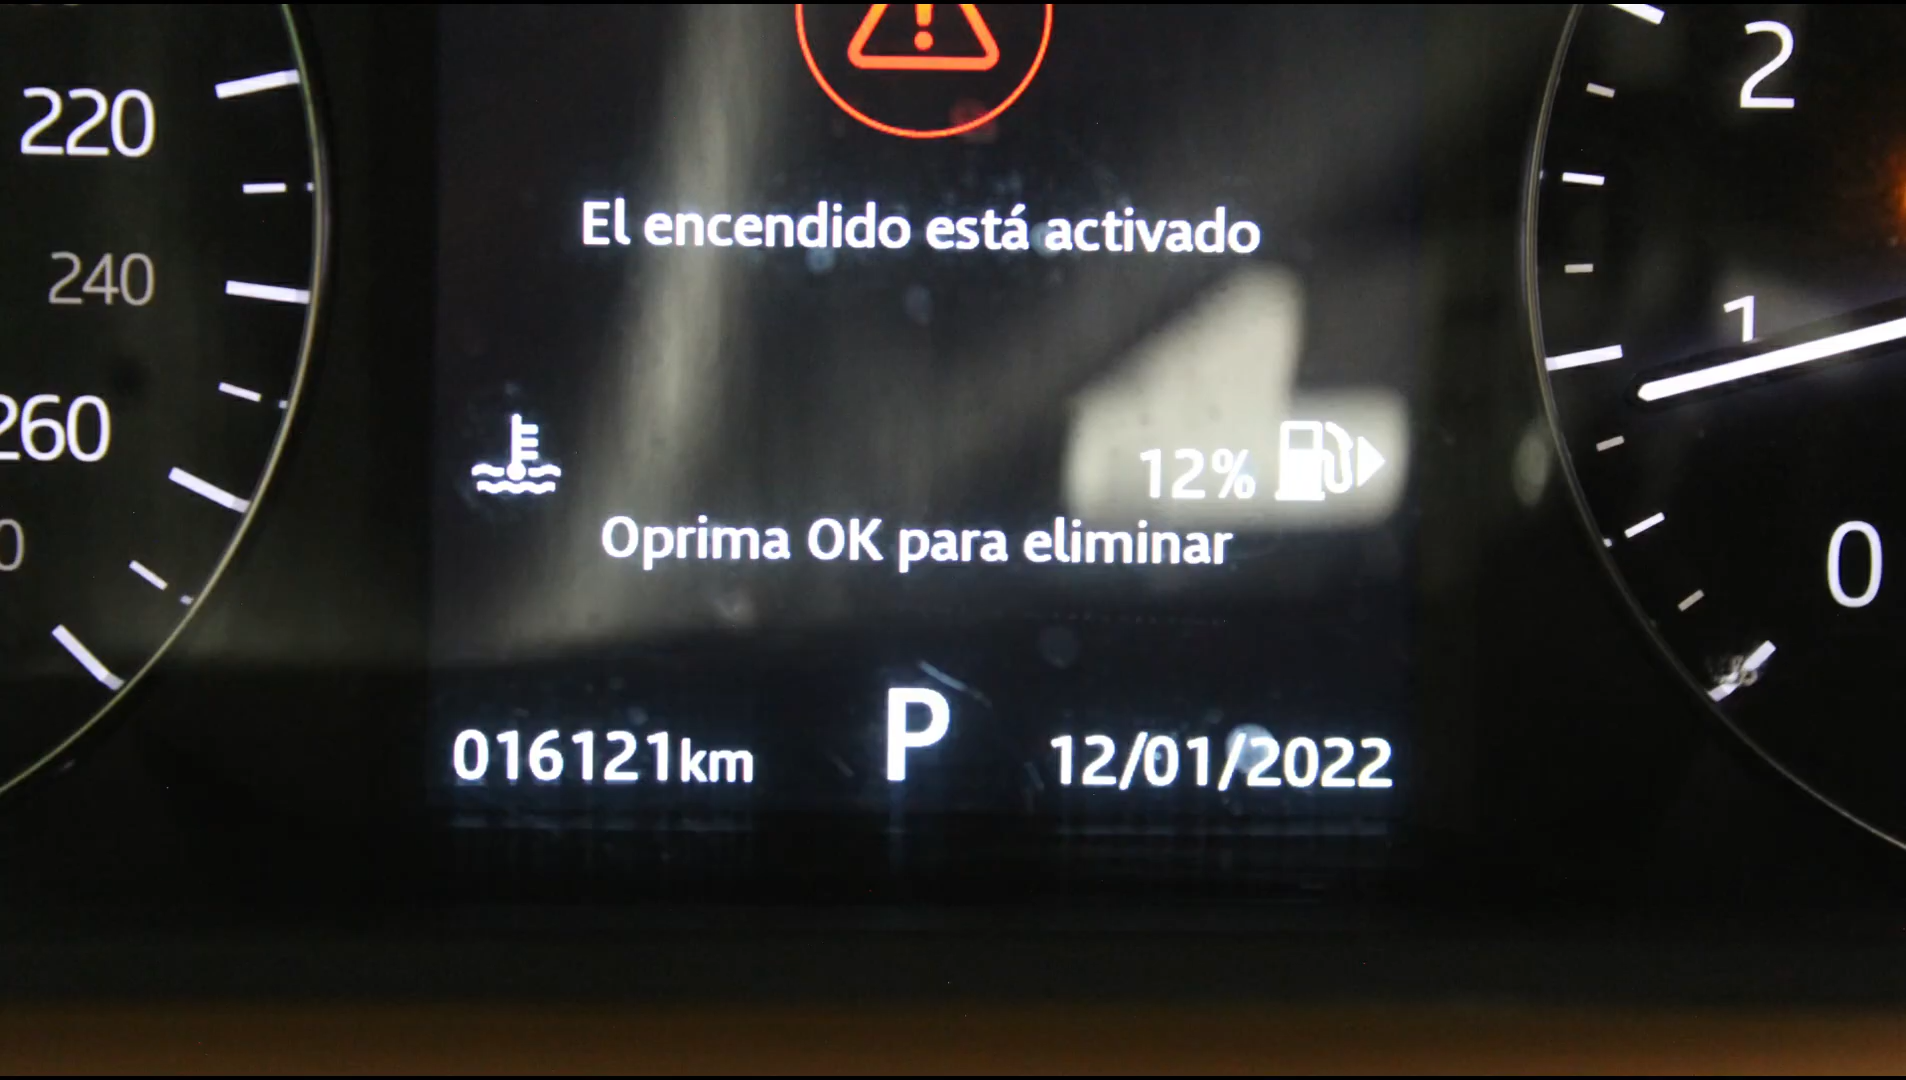 220
240
260
2
1
0
El encendido está activado
12%
Oprima OK para eliminar
016121km P 12/01/2022